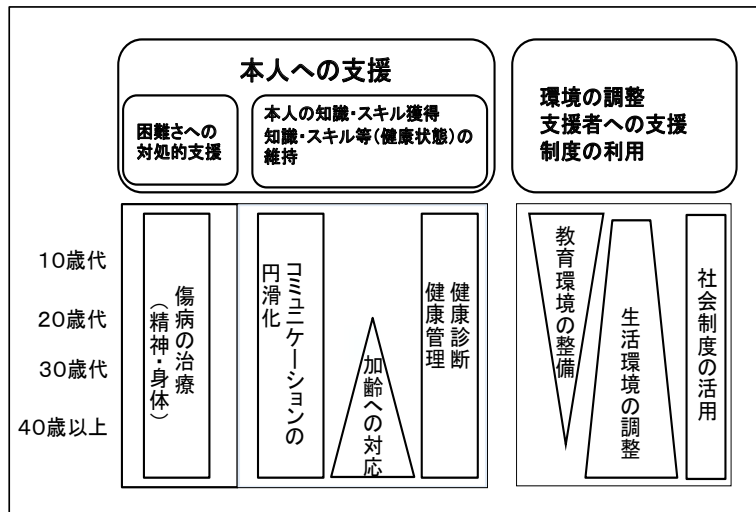 本人への支援
困難さへの
対処的支援
本人の知識・スキル獲得
知識・スキル等(健康状態)の
維持
環境の調整
支援者への支援
制度の利用
10歳代
20歳代
30歳代
40歳以上
傷病の治療
(精神・身体)
コミュニケーションの
円滑化
加齢への対応
健康診断
健康管理
教育環境の整備
生活環境の調整
社会制度の活用